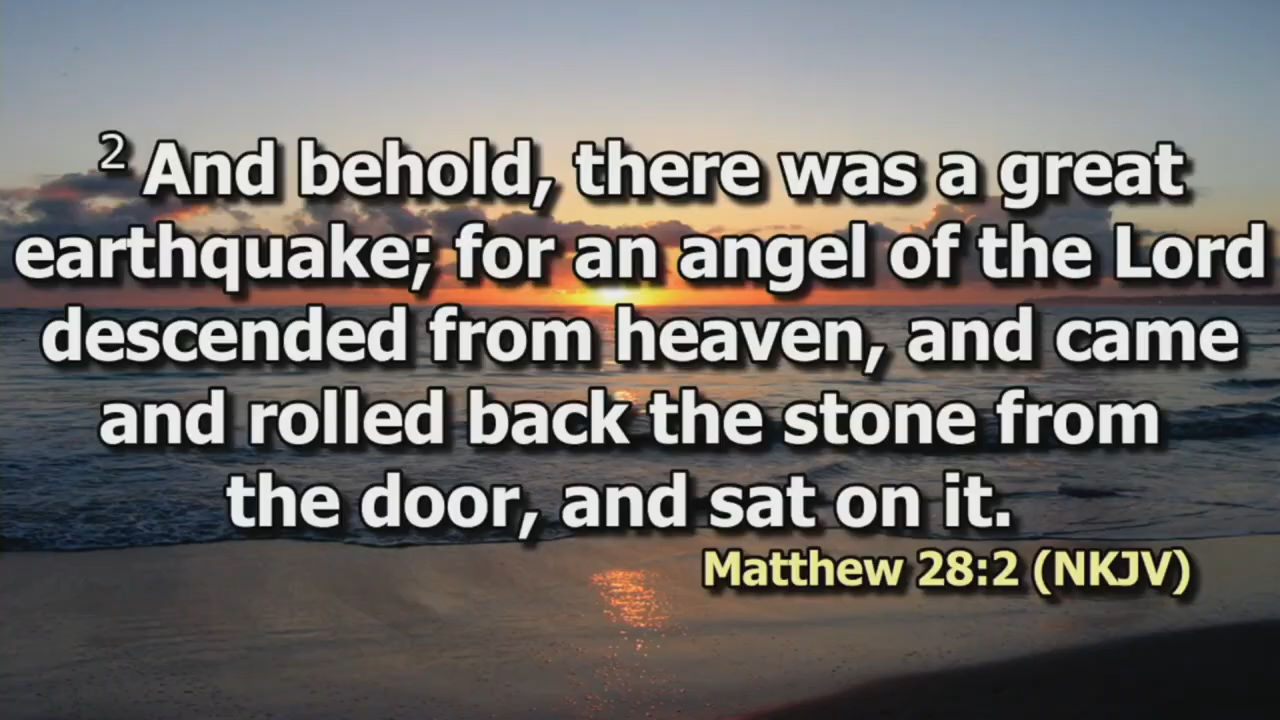 ² And behold, there was a great
earthquake; for an angel of the Lord
descended from heaven, and came
and rolled back the stone from
the door, and sat on it.
Matthew 28:2 (NKJV)